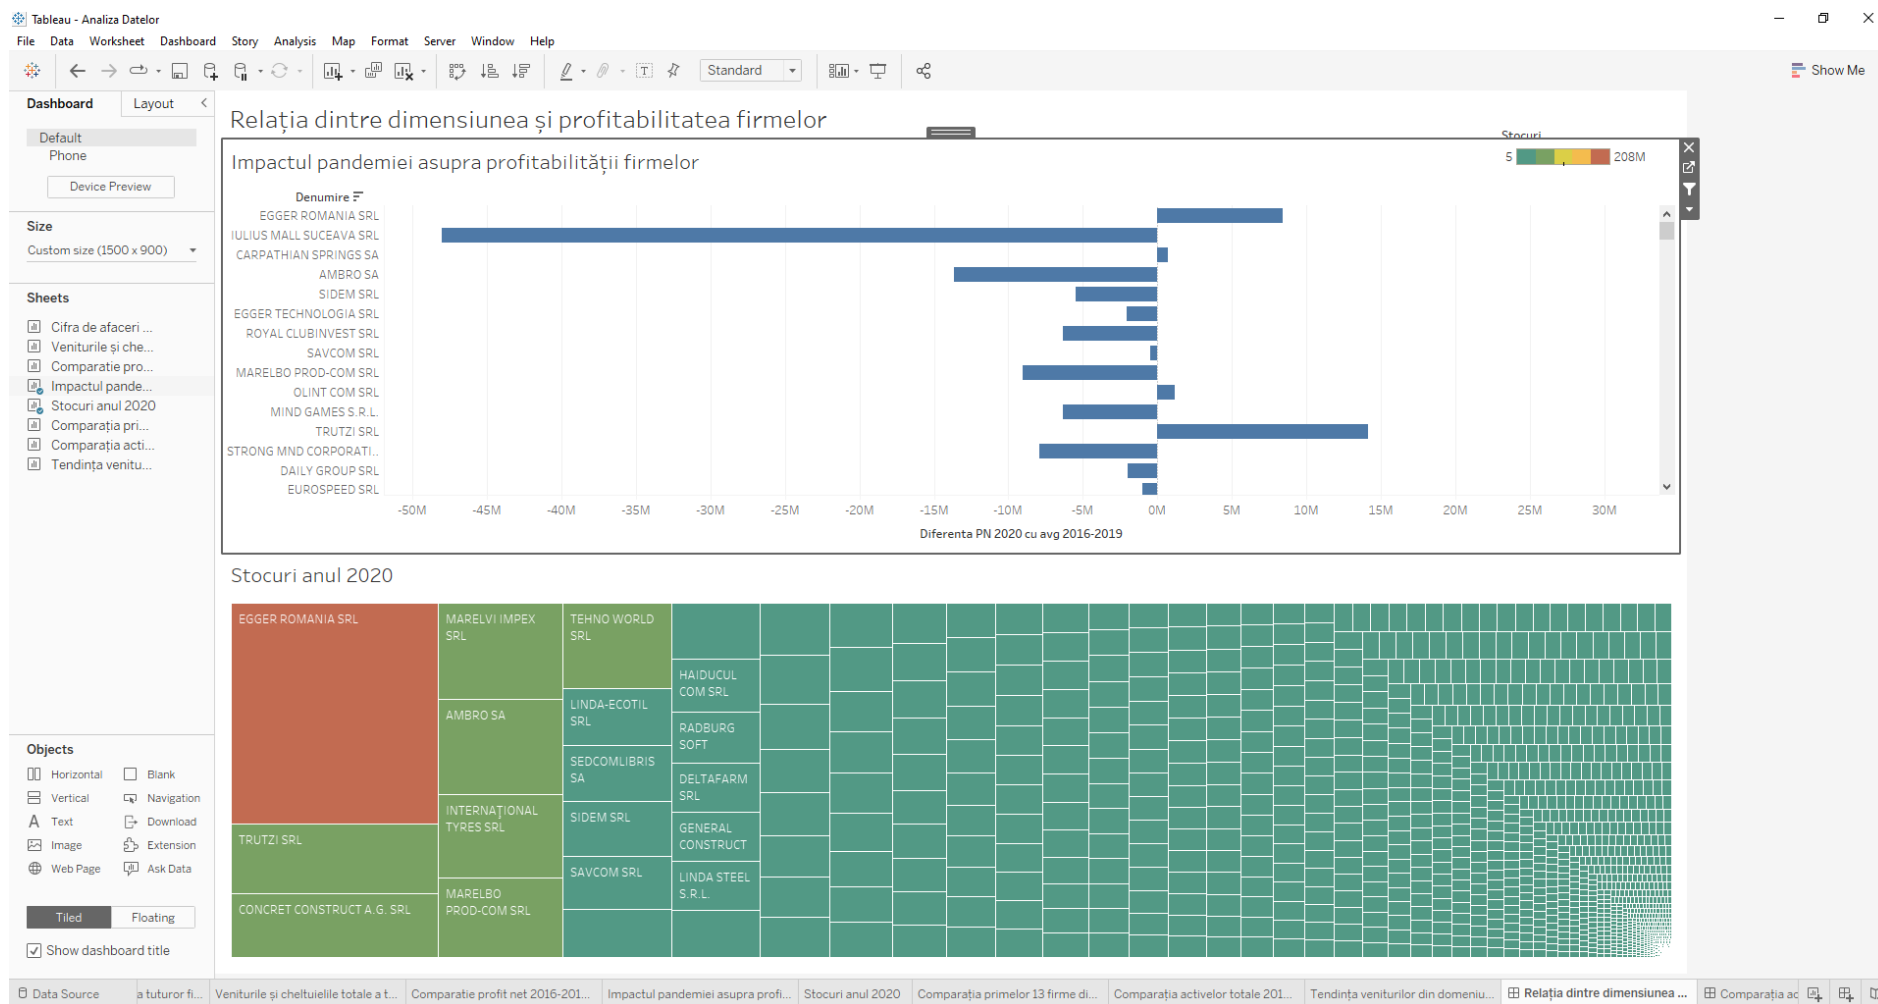 Tableau - Analiza Datelor
File Data Worksheet Dashboard Story Analysis Map Format Server Window Help
Standard
Show Me
Dashboard Layout
Default
Phone
Device Preview
Size
Custom size (1500 x 900)
Sheets
Cifra de afaceri ...
Veniturile și che...
Comparatie pro...
Impactul pande...
Stocuri anul 2020
Comparația pri...
Comparația acti...
Tendința venitu...
Objects
Horizontal Blank
Vertical Navigation
Text Download
Image Extension
Web Page Ask Data
Tiled Floating
Show dashboard title
Relația dintre dimensiunea și profitabilitatea firmelor
Stocuri
5 208M
Impactul pandemiei asupra profitabilității firmelor
Denumire
EGGER ROMANIA SRL
IULIUS MALL SUCEAVA SRL
CARPATHIAN SPRINGS SA
AMBRO SA
SIDEM SRL
EGGER TECHNOLOGIA SRL
ROYAL CLUBINVEST SRL
SAVCOM SRL
MARELBO PROD-COM SRL
OLINT COM SRL
MIND GAMES S.R.L.
TRUTZI SRL
STRONG MND CORPORATI..
DAILY GROUP SRL
EUROSPEED SRL
-50M -45M -40M -35M -30M -25M -20M -15M -10M -5M 0M 5M 10M 15M 20M 25M 30M
Diferenta PN 2020 cu avg 2016-2019
Stocuri anul 2020
EGGER ROMANIA SRL
TRUTZI SRL
CONCRET CONSTRUCT A.G. SRL
MARELVI IMPEX
SRL
AMBRO SA
INTERNAȚIONAL
TYRES SRL
MARELBO
PROD-COM SRL
TEHNO WORLD
SRL
LINDA-ECOTIL
SRL
SEDCOMLIBRIS
SA
SIDEM SRL
SAVCOM SRL
HAIDUCUL
COM SRL
RADBURG
SOFT
DELTAFARM
SRL
GENERAL
CONSTRUCT
LINDA STEEL
S.R.L.
Data Source a tuturor fi... Veniturile și cheltuielile totale a t... Comparatie profit net 2016-201... Impactul pandemiei asupra profi... Stocuri anul 2020 Comparația primelor 13 firme di... Comparația activelor totale 201... Tendința veniturilor din domeniu... Relația dintre dimensiunea ... Comparația ac